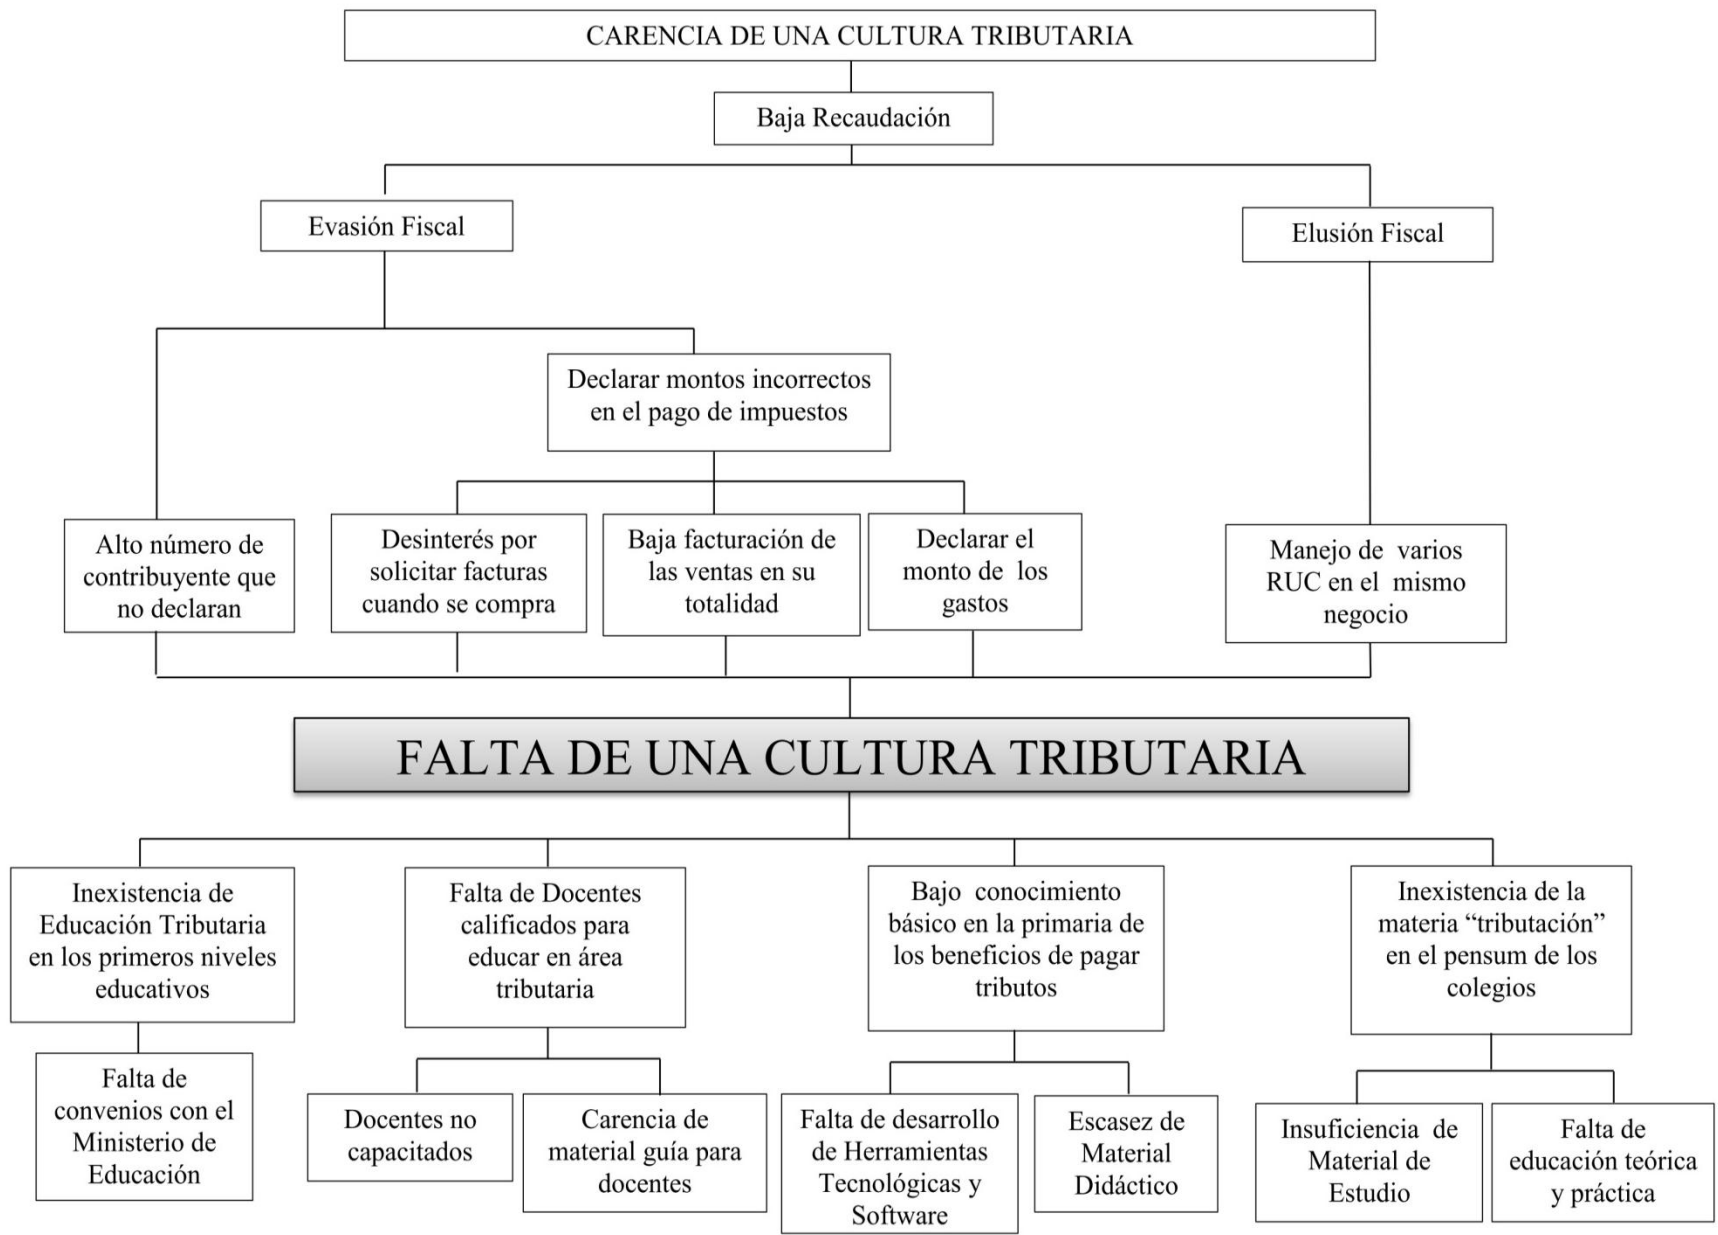 CARENCIA DE UNA CULTURA TRIBUTARIA
Baja Recaudación
Evasión Fiscal
Elusión Fiscal
Declarar montos incorrectos
en el pago de impuestos
Alto número de
contribuyente que
no declaran
Desinterés por
solicitar facturas
cuando se compra
Baja facturación de
las ventas en su
totalidad
Declarar el
monto de los
gastos
Manejo de varios
RUC en el mismo
negocio
FALTA DE UNA CULTURA TRIBUTARIA
Inexistencia de
Educación Tributaria
en los primeros niveles
educativos
Falta de Docentes
calificados para
educar en área
tributaria
Bajo conocimiento
básico en la primaria de
los beneficios de pagar
tributos
Inexistencia de la
materia “tributación”
en el pensum de los
colegios
Falta de
convenios con el
Ministerio de
Educación
Docentes no
capacitados
Carencia de
material guía para
docentes
Falta de desarrollo
de Herramientas
Tecnológicas y
Software
Escasez de
Material
Didáctico
Insuficiencia de
Material de
Estudio
Falta de
educación teórica
y práctica